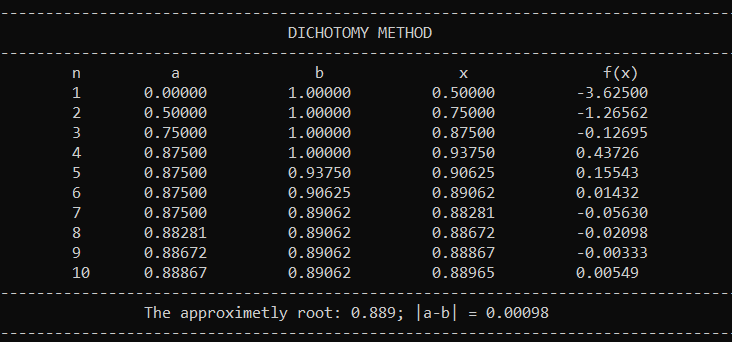 DICHOTOMY METHOD
n a b x f(x)
1 0.00000 1.00000 0.50000 -3.62500
2 0.50000 1.00000 0.75000 -1.26562
3 0.75000 1.00000 0.87500 -0.12695
4 0.87500 1.00000 0.93750 0.43726
5 0.87500 0.93750 0.90625 0.15543
6 0.87500 0.90625 0.89062 0.01432
7 0.87500 0.89062 0.88281 -0.05630
8 0.88281 0.89062 0.88672 -0.02098
9 0.88672 0.89062 0.88867 -0.00333
10 0.88867 0.89062 0.88965 0.00549
The approximetly root: 0.889; |a-b| = 0.00098